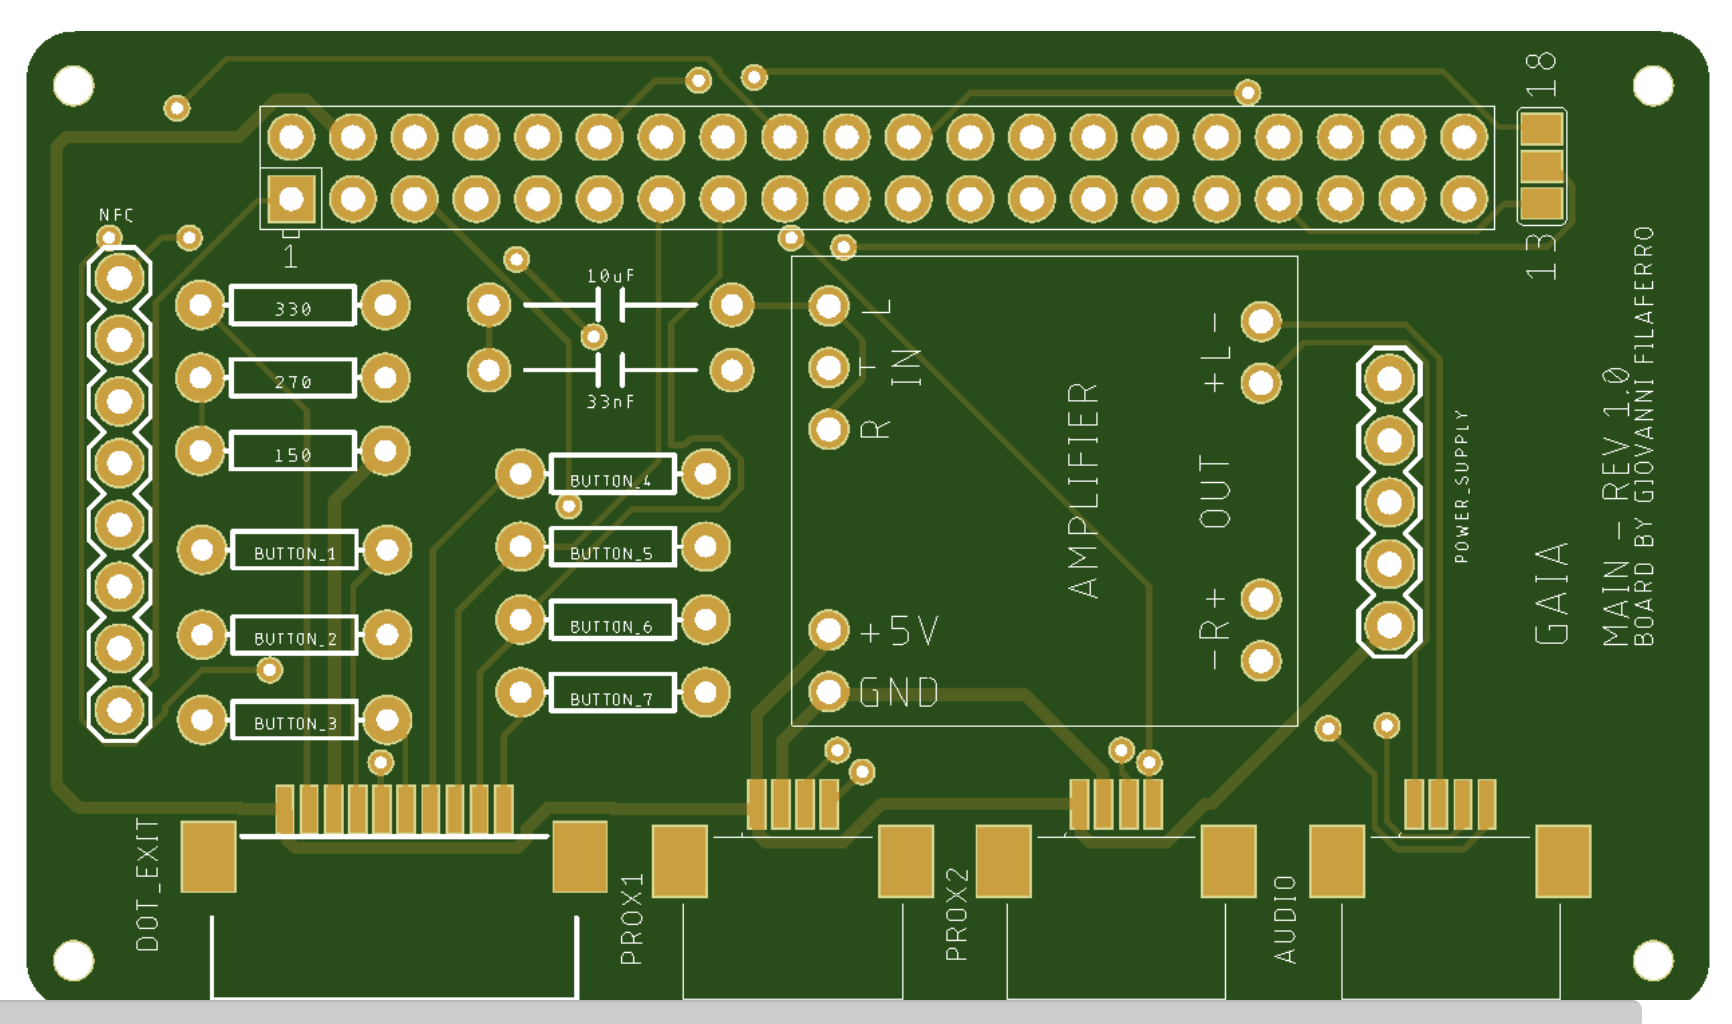 18
NFC
1
13
10uF
330
270
33nF
150
L
T
IN
R
- 
+L
AMPLIFIER
OUT
POWER_SUPPLY
BUTTON_4
BUTTON_1
BUTTON_5
BUTTON_2
BUTTON_6
BUTTON_3
BUTTON_7
+5V
GND
-R+
GAIA
MAIN - REV 1.0
BOARD BY GIOVANNI FILAFERRO
DOT_EXIT
PROX1
PROX2
AUDIO